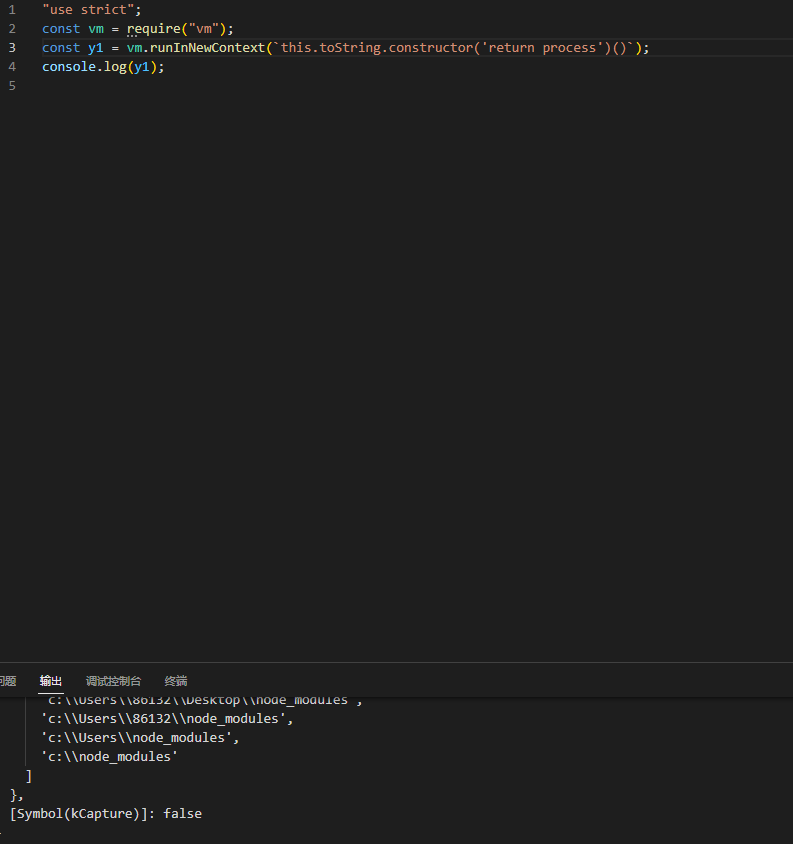 1 "use strict";
2 const vm = require("vm");
3 const y1 = vm.runInNewContext(`this.toString.constructor('return process')()`);
4 console.log(y1);
5
问题 输出 调试控制台 终端
'c:\\Users\\86132\\Desktop\\node_modules',
'c:\\Users\\86132\\node_modules',
'c:\\Users\\node_modules',
'c:\\node_modules'
]
},
[Symbol(kCapture)]: false